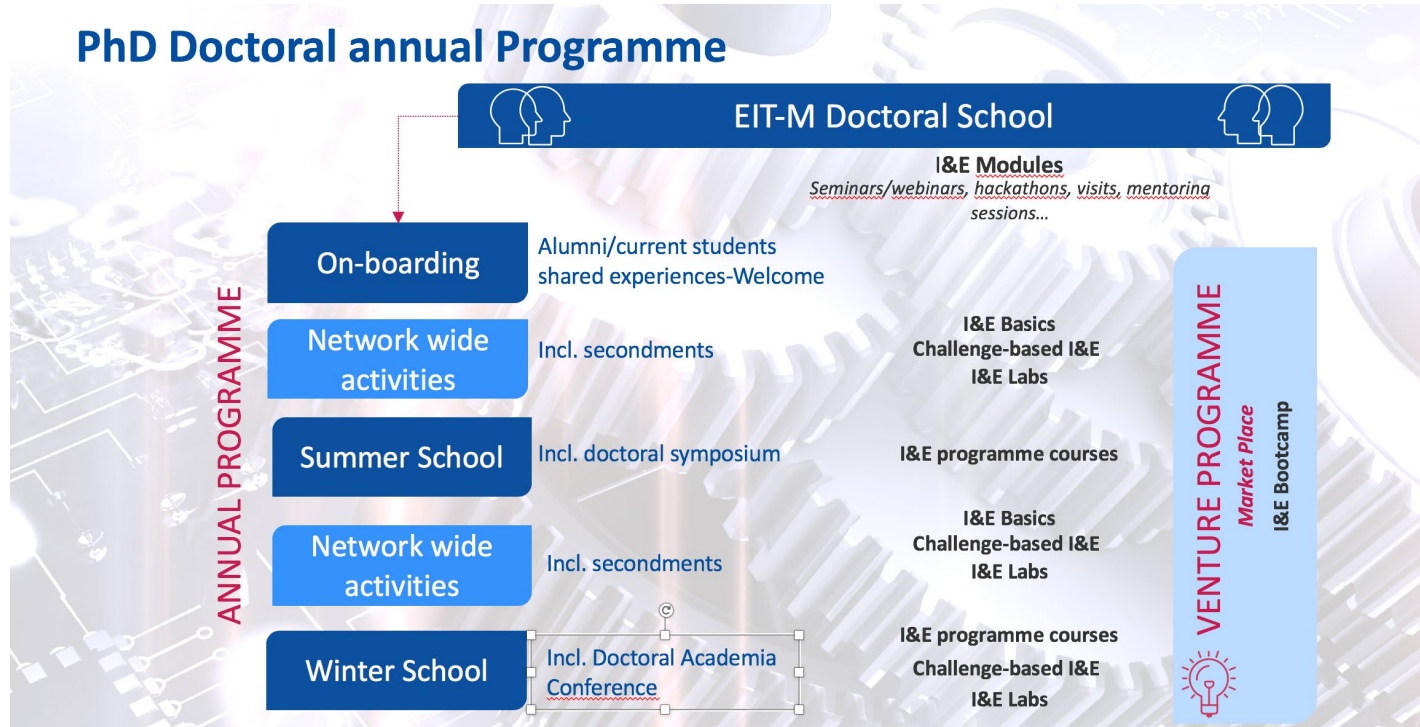 PhD Doctoral annual Programme
EIT-M Doctoral School
I&E Modules
Seminars/webinars, hackathons, visits, mentoring
sessions…
ANNUAL PROGRAMME
On-boarding
Alumni/current students
shared experiences-Welcome
Network wide
activities
Incl. secondments
I&E Basics
Challenge-based I&E
I&E Labs
Summer School
Incl. doctoral symposium
I&E programme courses
Network wide
activities
Incl. secondments
I&E Basics
Challenge-based I&E
I&E Labs
Winter School
Incl. Doctoral Academia
Conference
I&E programme courses
Challenge-based I&E
I&E Labs
VENTURE PROGRAMME
Market Place
I&E Bootcamp